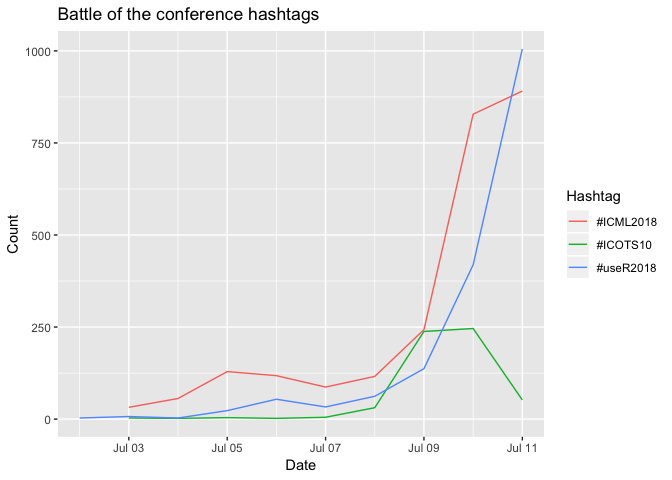 Battle of the conference hashtags
1000
750
500
250
0
Count
Jul 03 Jul 05 Jul 07 Jul 09 Jul 11
Date
Hashtag
#ICML2018
#ICOTS10
#useR2018